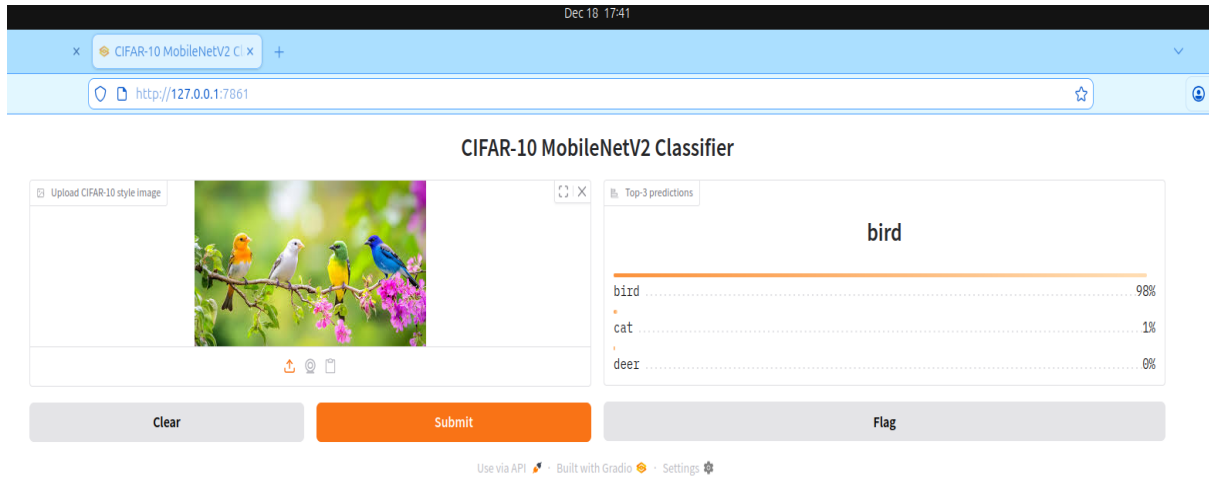 Dec 18 17:41
CIFAR-10 MobileNetV2 Cl
http://127.0.0.1:7861
CIFAR-10 MobileNetV2 Classifier
Upload CIFAR-10 style image
Top-3 predictions
bird
bird 98%
cat 1%
deer 0%
Clear
Submit
Flag
Use via API · Built with Gradio · Settings